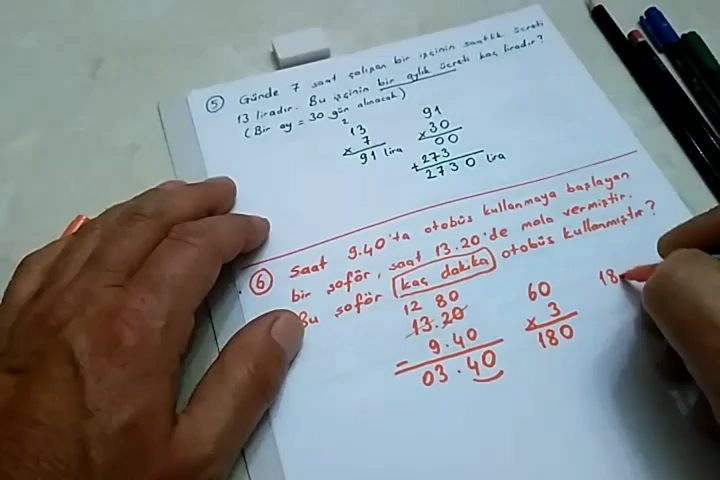 5 Günde 7 saat çalışan bir işçinin saatlik ücreti
13 liradır. Bu işçinin bir aylık ücreti kaç liradır?
(Bir ay = 30 gün alınacak)
2
13
x 7
91 lira
91
x 30
00
+ 273
2730 lira
6 Saat 9.40'ta otobüs kullanmaya başlayan
bir şoför, saat 13.20'de mola vermiştir.
Bu şoför kaç dakika otobüs kullanmıştır?
12 80
13.20
- 9.40
03.40
60
x 3
180
18